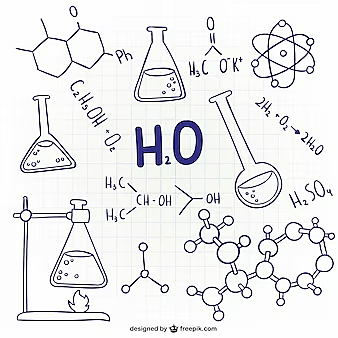 O
Ph
O
H₃C O⁻K⁺
C₂H₅OH + O₂
2H₂ + O₂ → 2H₂O
H₂O
H₂SO₄
H₃C
CH-OH
OH
H₃C
designed by freepik.com